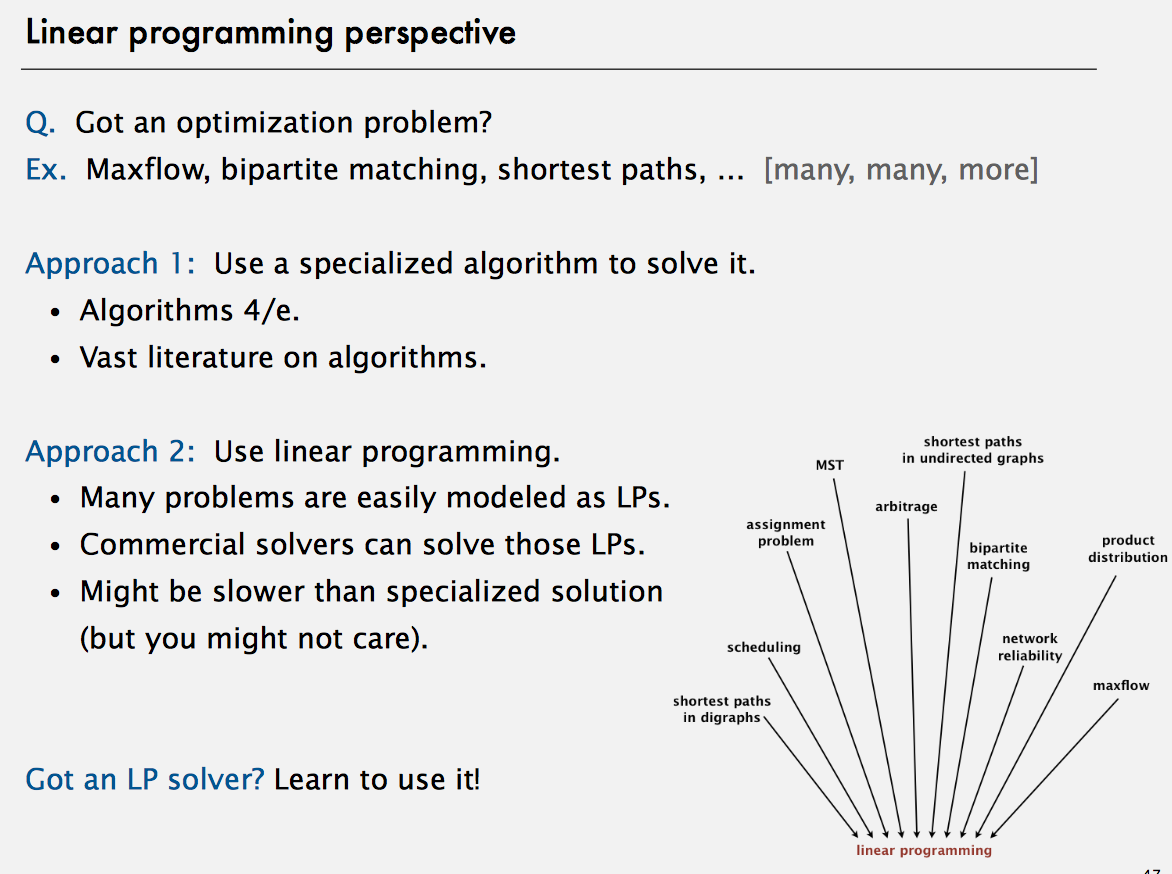 Linear programming perspective
Q. Got an optimization problem?
Ex. Maxflow, bipartite matching, shortest paths, ... [many, many, more]
Approach 1: Use a specialized algorithm to solve it.
• Algorithms 4/e.
• Vast literature on algorithms.
Approach 2: Use linear programming.
• Many problems are easily modeled as LPs.
• Commercial solvers can solve those LPs.
• Might be slower than specialized solution
(but you might not care).
Got an LP solver? Learn to use it!
shortest paths
in undirected graphs
MST
arbitrage
assignment
problem
bipartite
matching
product
distribution
network
reliability
scheduling
maxflow
shortest paths
in digraphs
linear programming